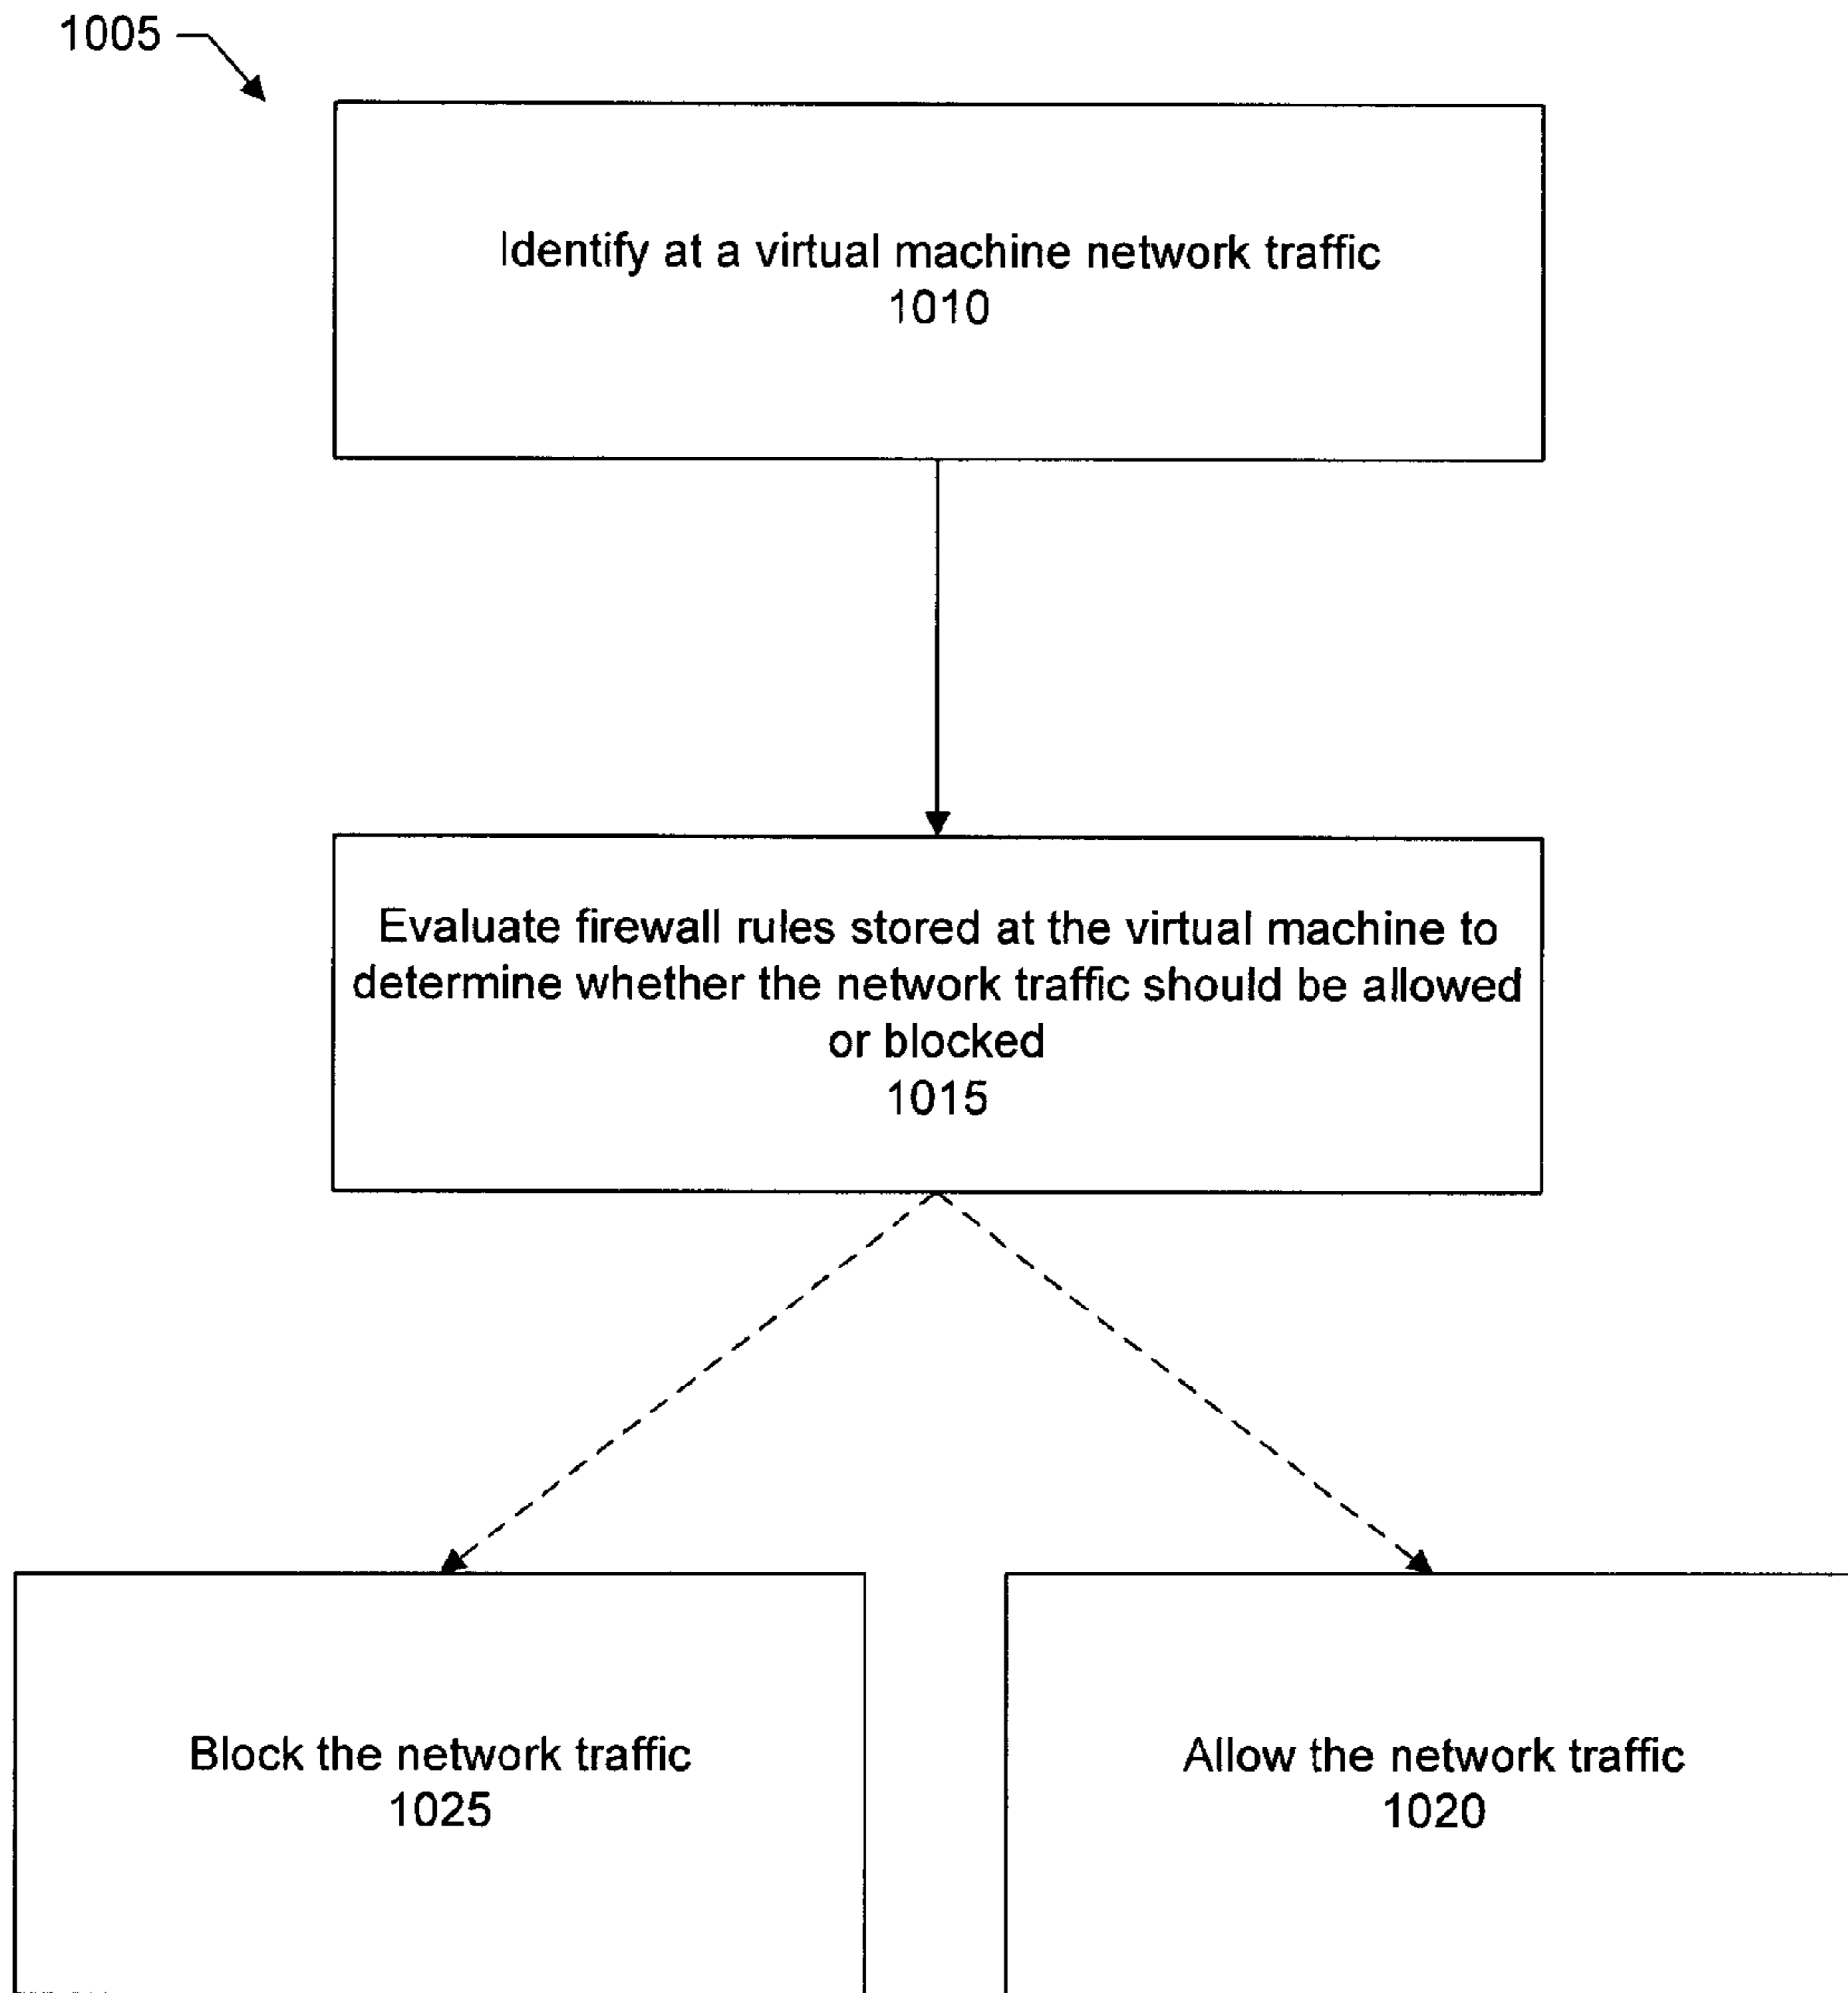 1005
Identify at a virtual machine network traffic
1010
Evaluate firewall rules stored at the virtual machine to
determine whether the network traffic should be allowed
or blocked
1015
Block the network traffic
1025
Allow the network traffic
1020